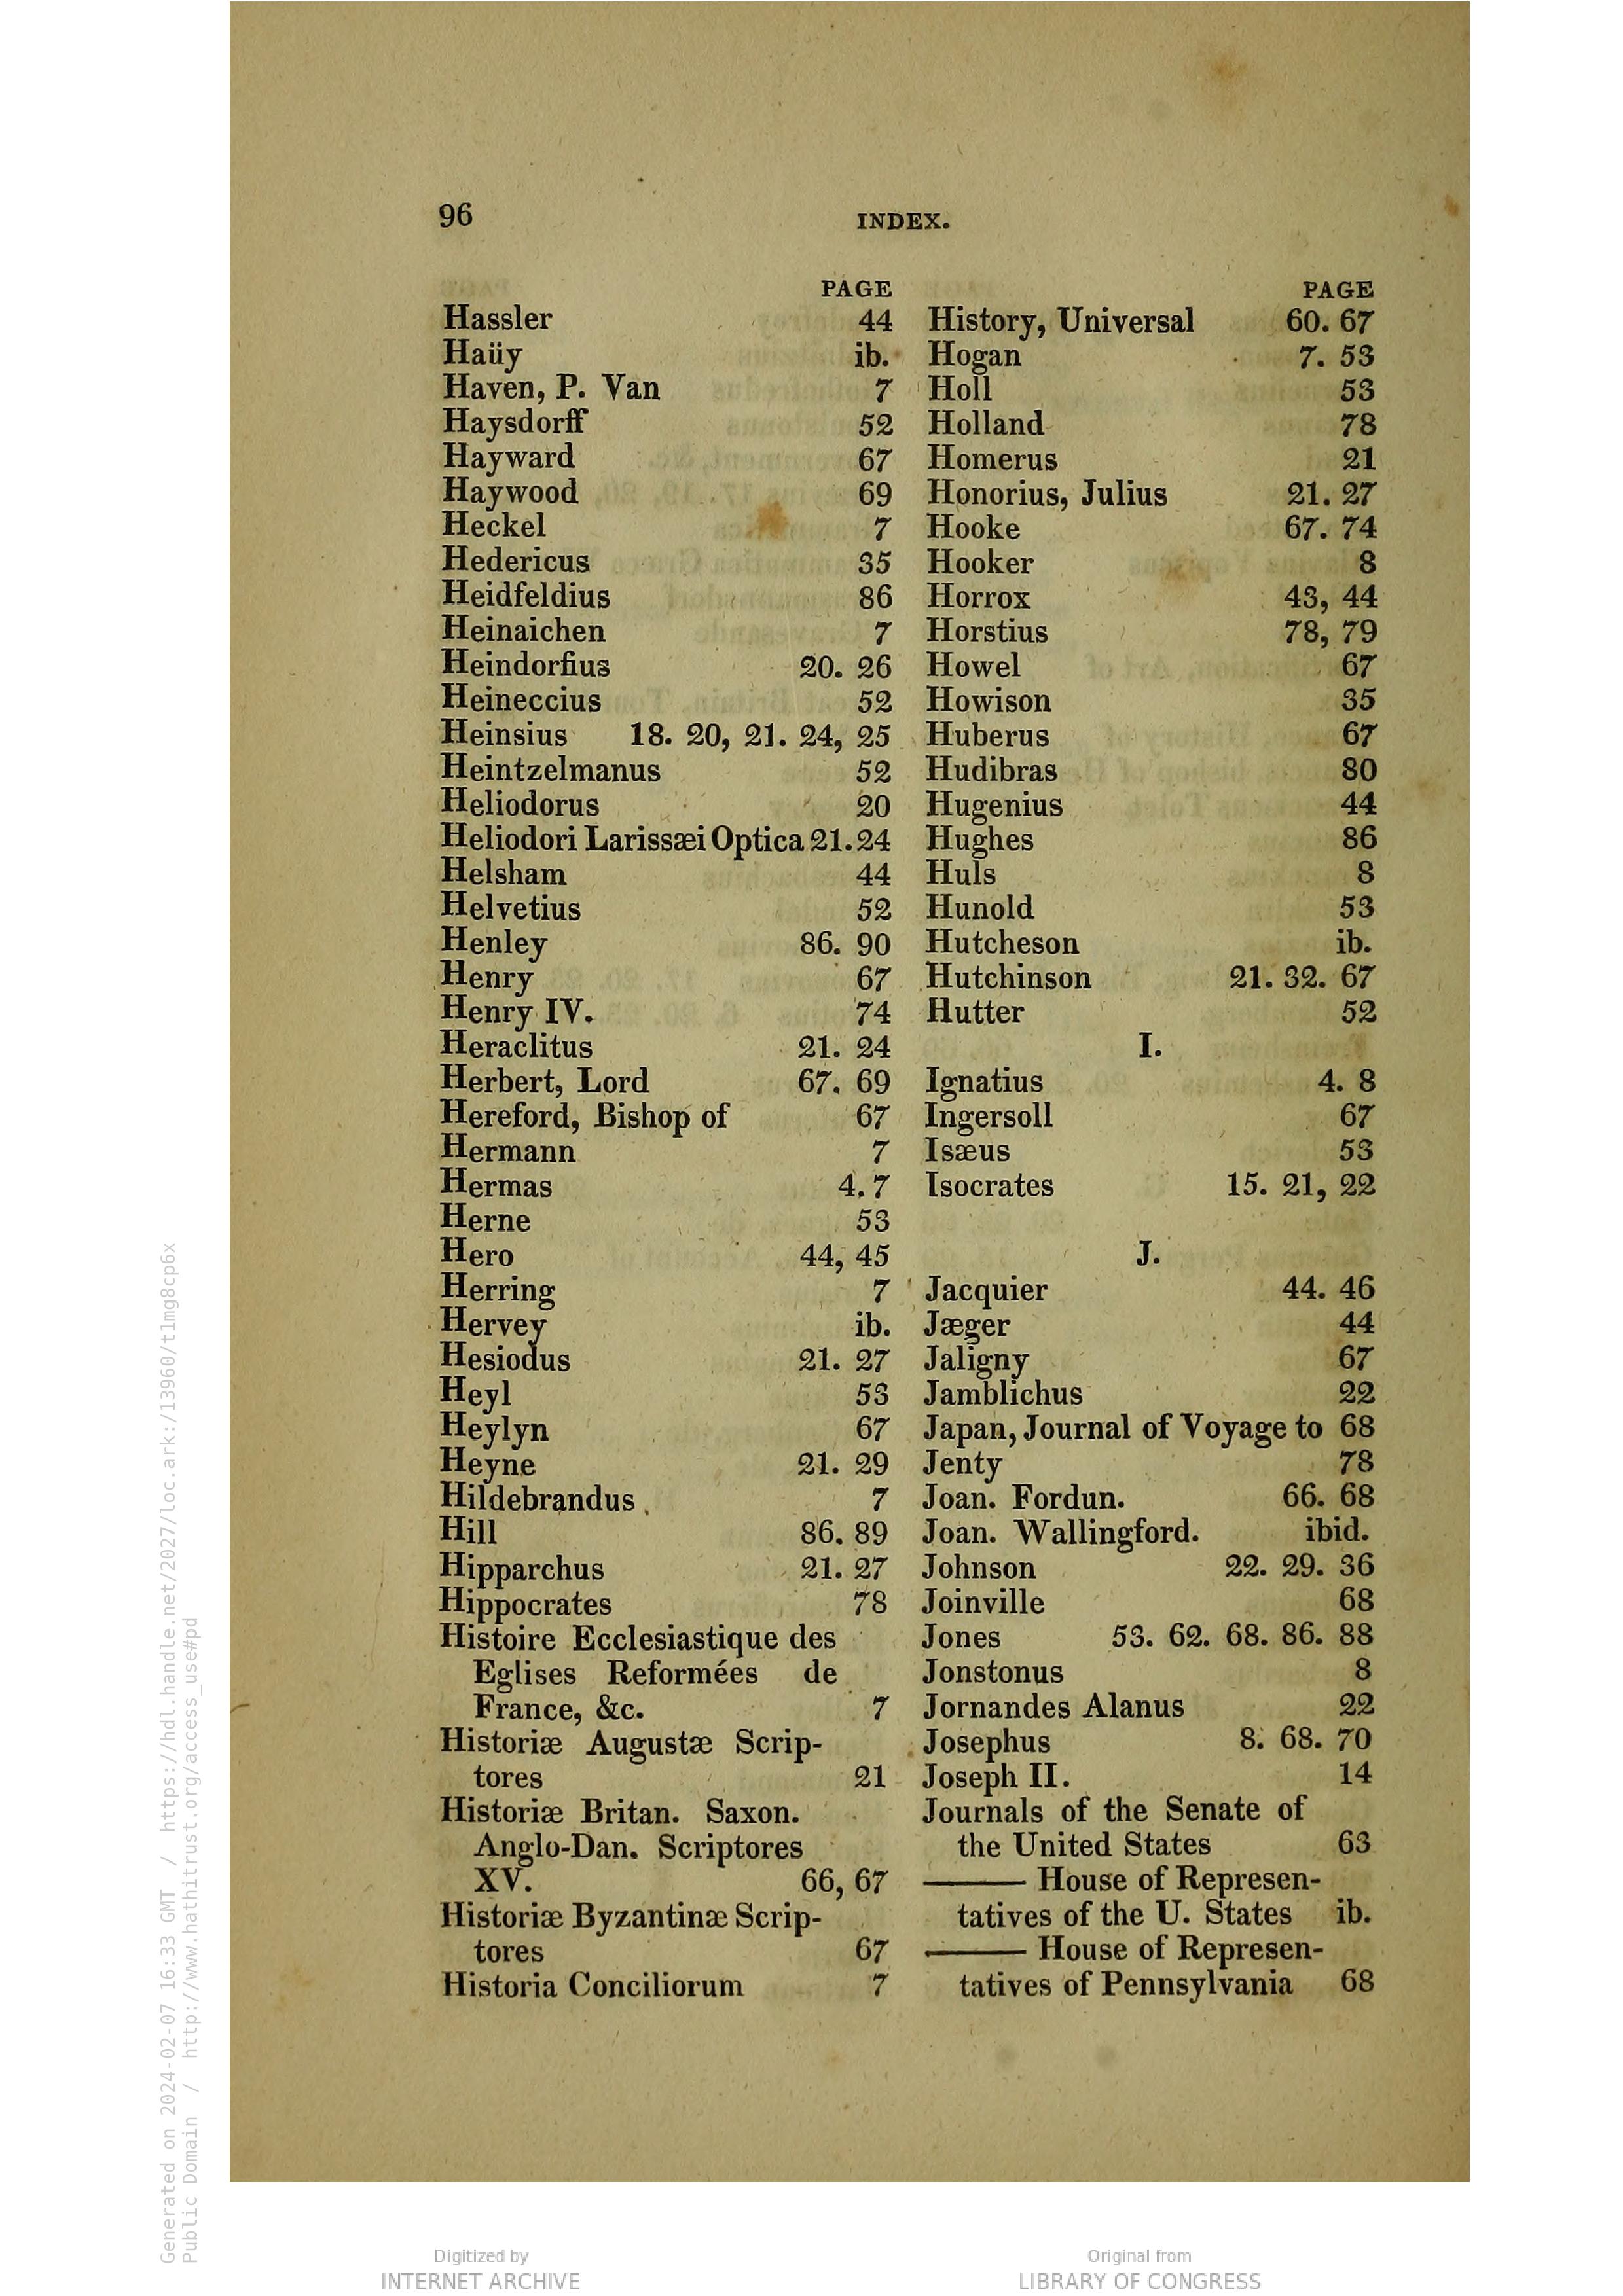 96
INDEX.
PAGE
Hassler 44
Haüy ib.
Haven, P. Van 7
Haysdorff 52
Hayward 67
Haywood 69
Heckel 7
Hedericus 35
Heidfeldius 86
Heinaichen 7
Heindorfius 20. 26
Heineccius 52
Heinsius 18. 20, 21. 24, 25
Heintzelmanus 52
Heliodorus 20
Heliodori Larissæi Optica 21. 24
Helsham 44
Helvetius 52
Henley 86. 90
Henry 67
Henry IV. 74
Heraclitus 21. 24
Herbert, Lord 67. 69
Hereford, Bishop of 67
Hermann 7
Hermas 4. 7
Herne 53
Hero 44, 45
Herring 7
Hervey ib.
Hesiodus 21. 27
Heyl 53
Heylyn 67
Heyne 21. 29
Hildebrandus 7
Hill 86. 89
Hipparchus 21. 27
Hippocrates 78
Histoire Ecclesiastique des
Eglises Reformées de
France, &c. 7
Historiæ Augustæ Scrip-
tores 21
Historiæ Britan. Saxon.
Anglo-Dan. Scriptores
XV. 66, 67
Historiæ Byzantinæ Scrip-
tores 67
Historia Conciliorum 7
PAGE
History, Universal 60. 67
Hogan 7. 53
Holl 53
Holland 78
Homerus 21
Honorius, Julius 21. 27
Hooke 67. 74
Hooker 8
Horrox 43, 44
Horstius 78, 79
Howel 67
Howison 35
Huberus 67
Hudibras 80
Hugenius 44
Hughes 86
Huls 8
Hunold 53
Hutcheson ib.
Hutchinson 21. 32. 67
Hutter 52
I.
Ignatius 4. 8
Ingersoll 67
Isæus 53
Isocrates 15. 21, 22
J.
Jacquier 44. 46
Jæger 44
Jaligny 67
Jamblichus 22
Japan, Journal of Voyage to 68
Jenty 78
Joan. Fordun. 66. 68
Joan. Wallingford. ibid.
Johnson 22. 29. 36
Joinville 68
Jones 53. 62. 68. 86. 88
Jonstonus 8
Jornandes Alanus 22
Josephus 8. 68. 70
Joseph II. 14
Journals of the Senate of
the United States 63
——— House of Represen-
tatives of the U. States ib.
——— House of Represen-
tatives of Pennsylvania 68
Generated on 2024-02-07 16:33 GMT / https://hdl.handle.net/2027/loc.ark:/13960/t1mg8cp6x
Public Domain / http://www.hathitrust.org/access_use#pd
Digitized by
INTERNET ARCHIVE
Original from
LIBRARY OF CONGRESS